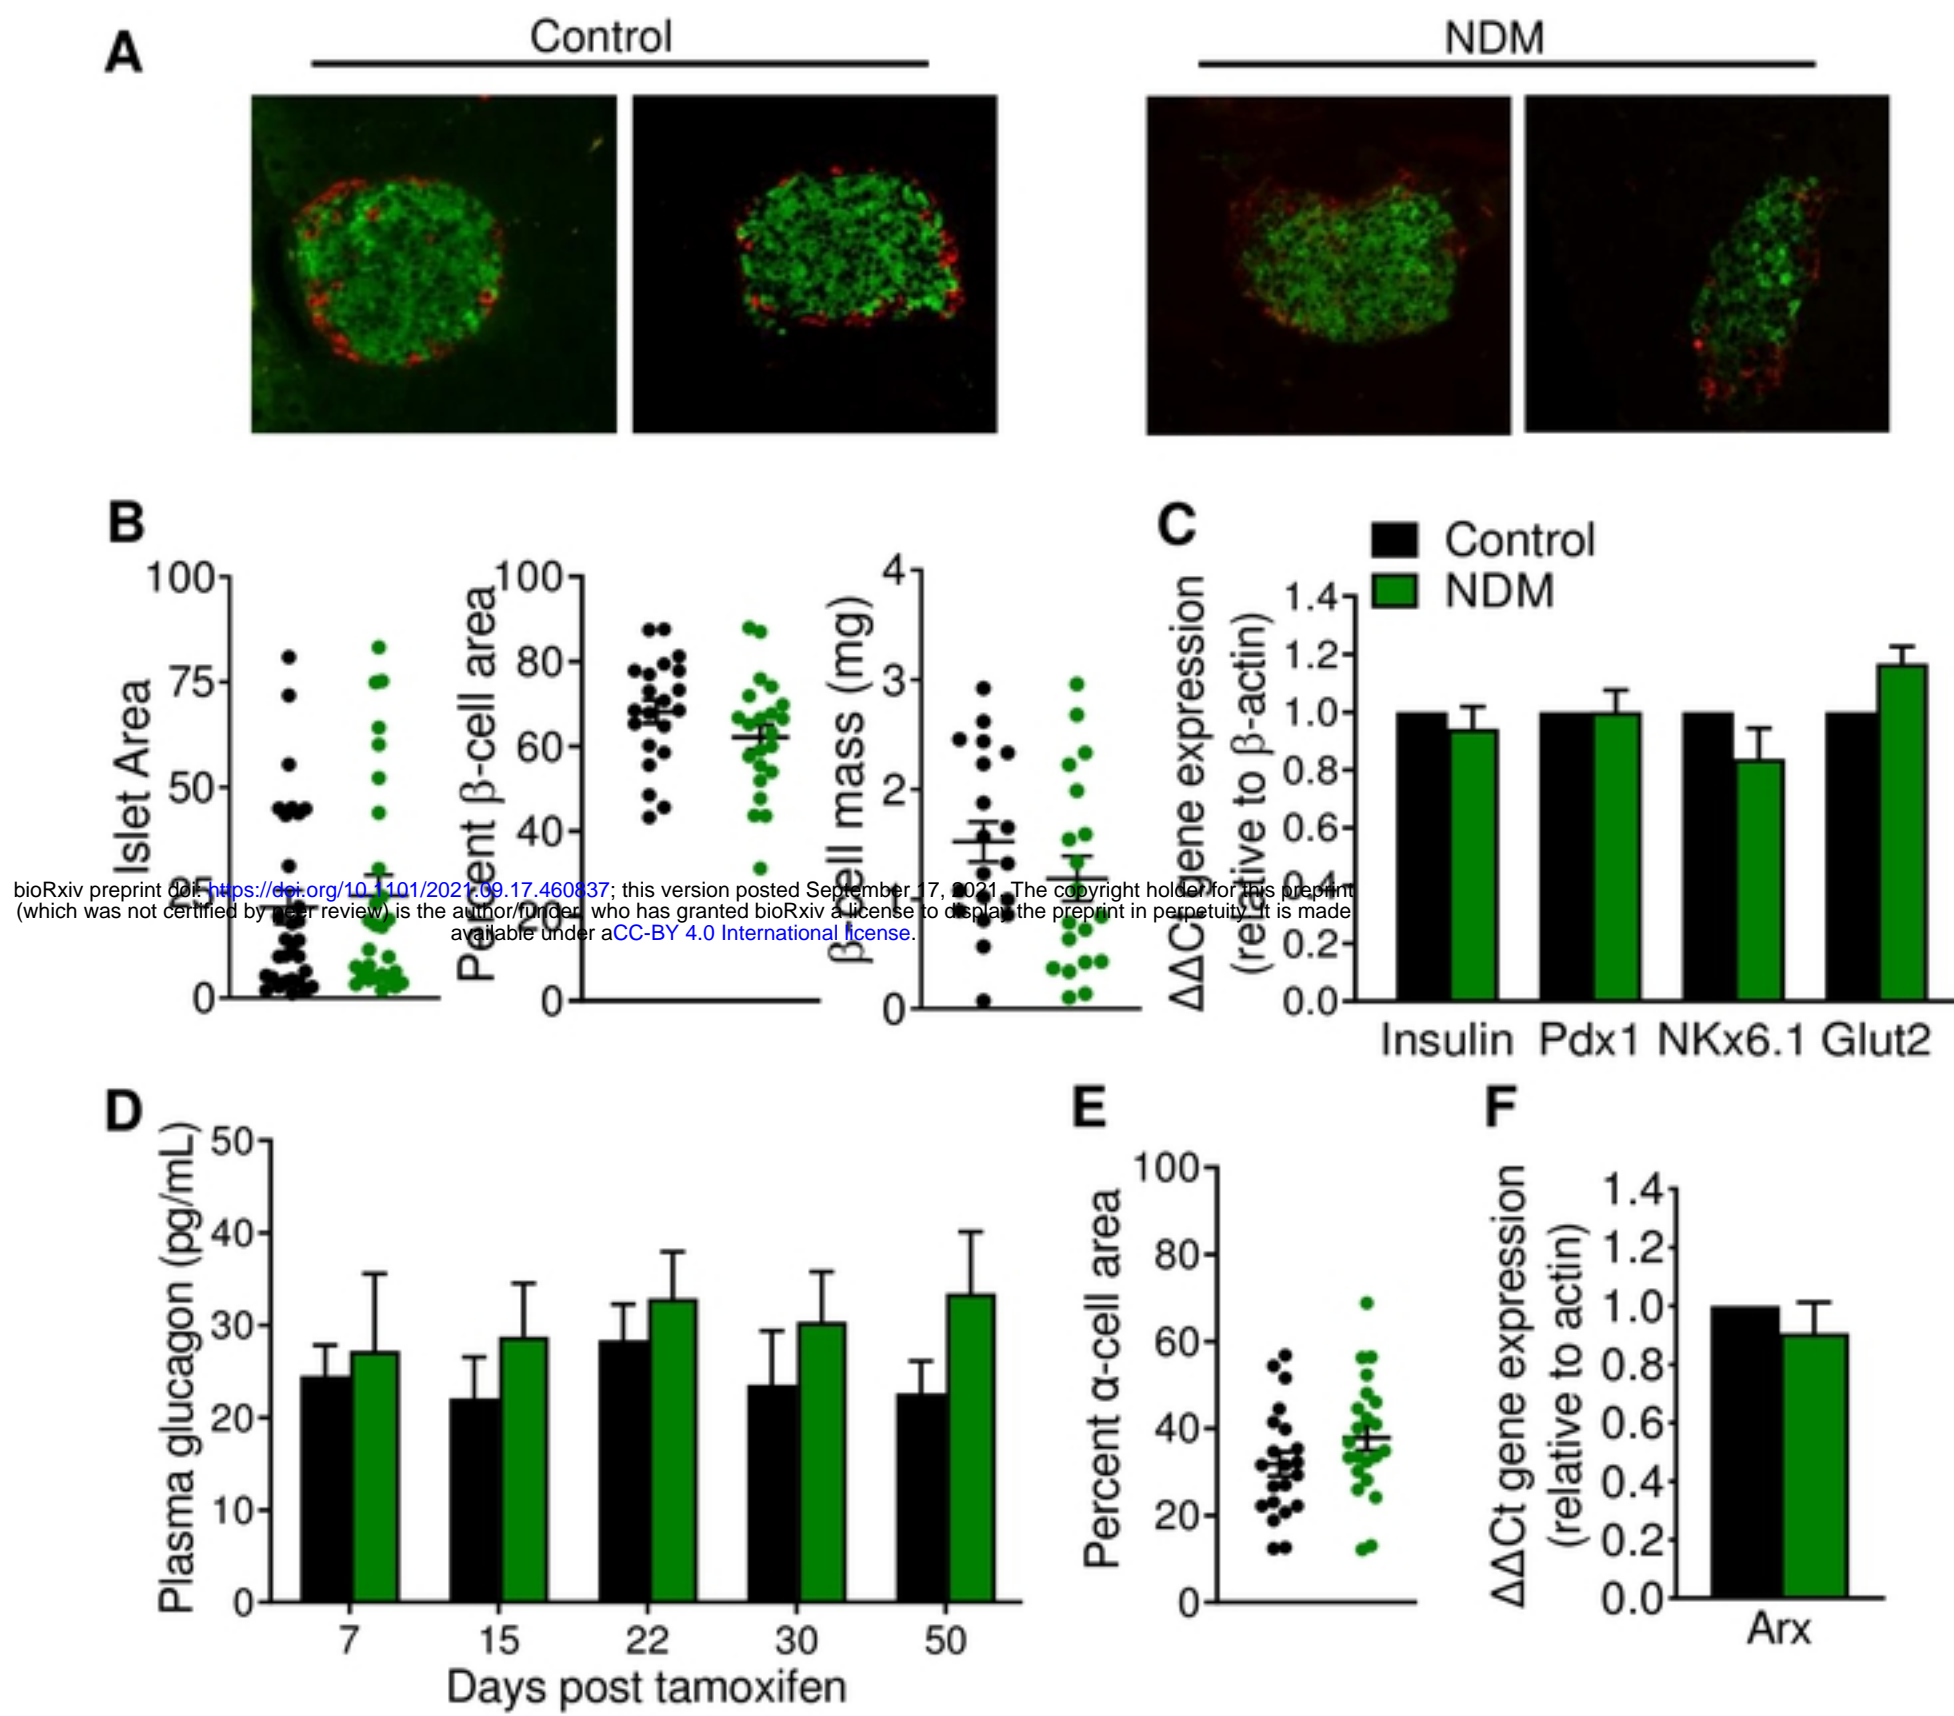 A
Control
NDM
B
100
75
50
25
0
Islet Area
100
80
60
40
20
0
Percent β-cell area
4
3
2
1
0
β-cell mass (mg)
C
Control
NDM
1.4
1.2
1.0
0.8
0.6
0.4
0.2
0.0
ΔΔCt gene expression
(relative to β-actin)
Insulin Pdx1 NKx6.1 Glut2
bioRxiv preprint doi: https://doi.org/10.1101/2021.09.17.460837; this version posted September 17, 2021. The copyright holder for this preprint
(which was not certified by peer review) is the author/funder, who has granted bioRxiv a license to display the preprint in perpetuity. It is made
available under aCC-BY 4.0 International license.
D
50
40
30
20
10
0
Plasma glucagon (pg/mL)
7 15 22 30 50
Days post tamoxifen
E
100
80
60
40
20
0
Percent α-cell area
F
1.4
1.2
1.0
0.8
0.6
0.4
0.2
0.0
ΔΔCt gene expression
(relative to actin)
Arx